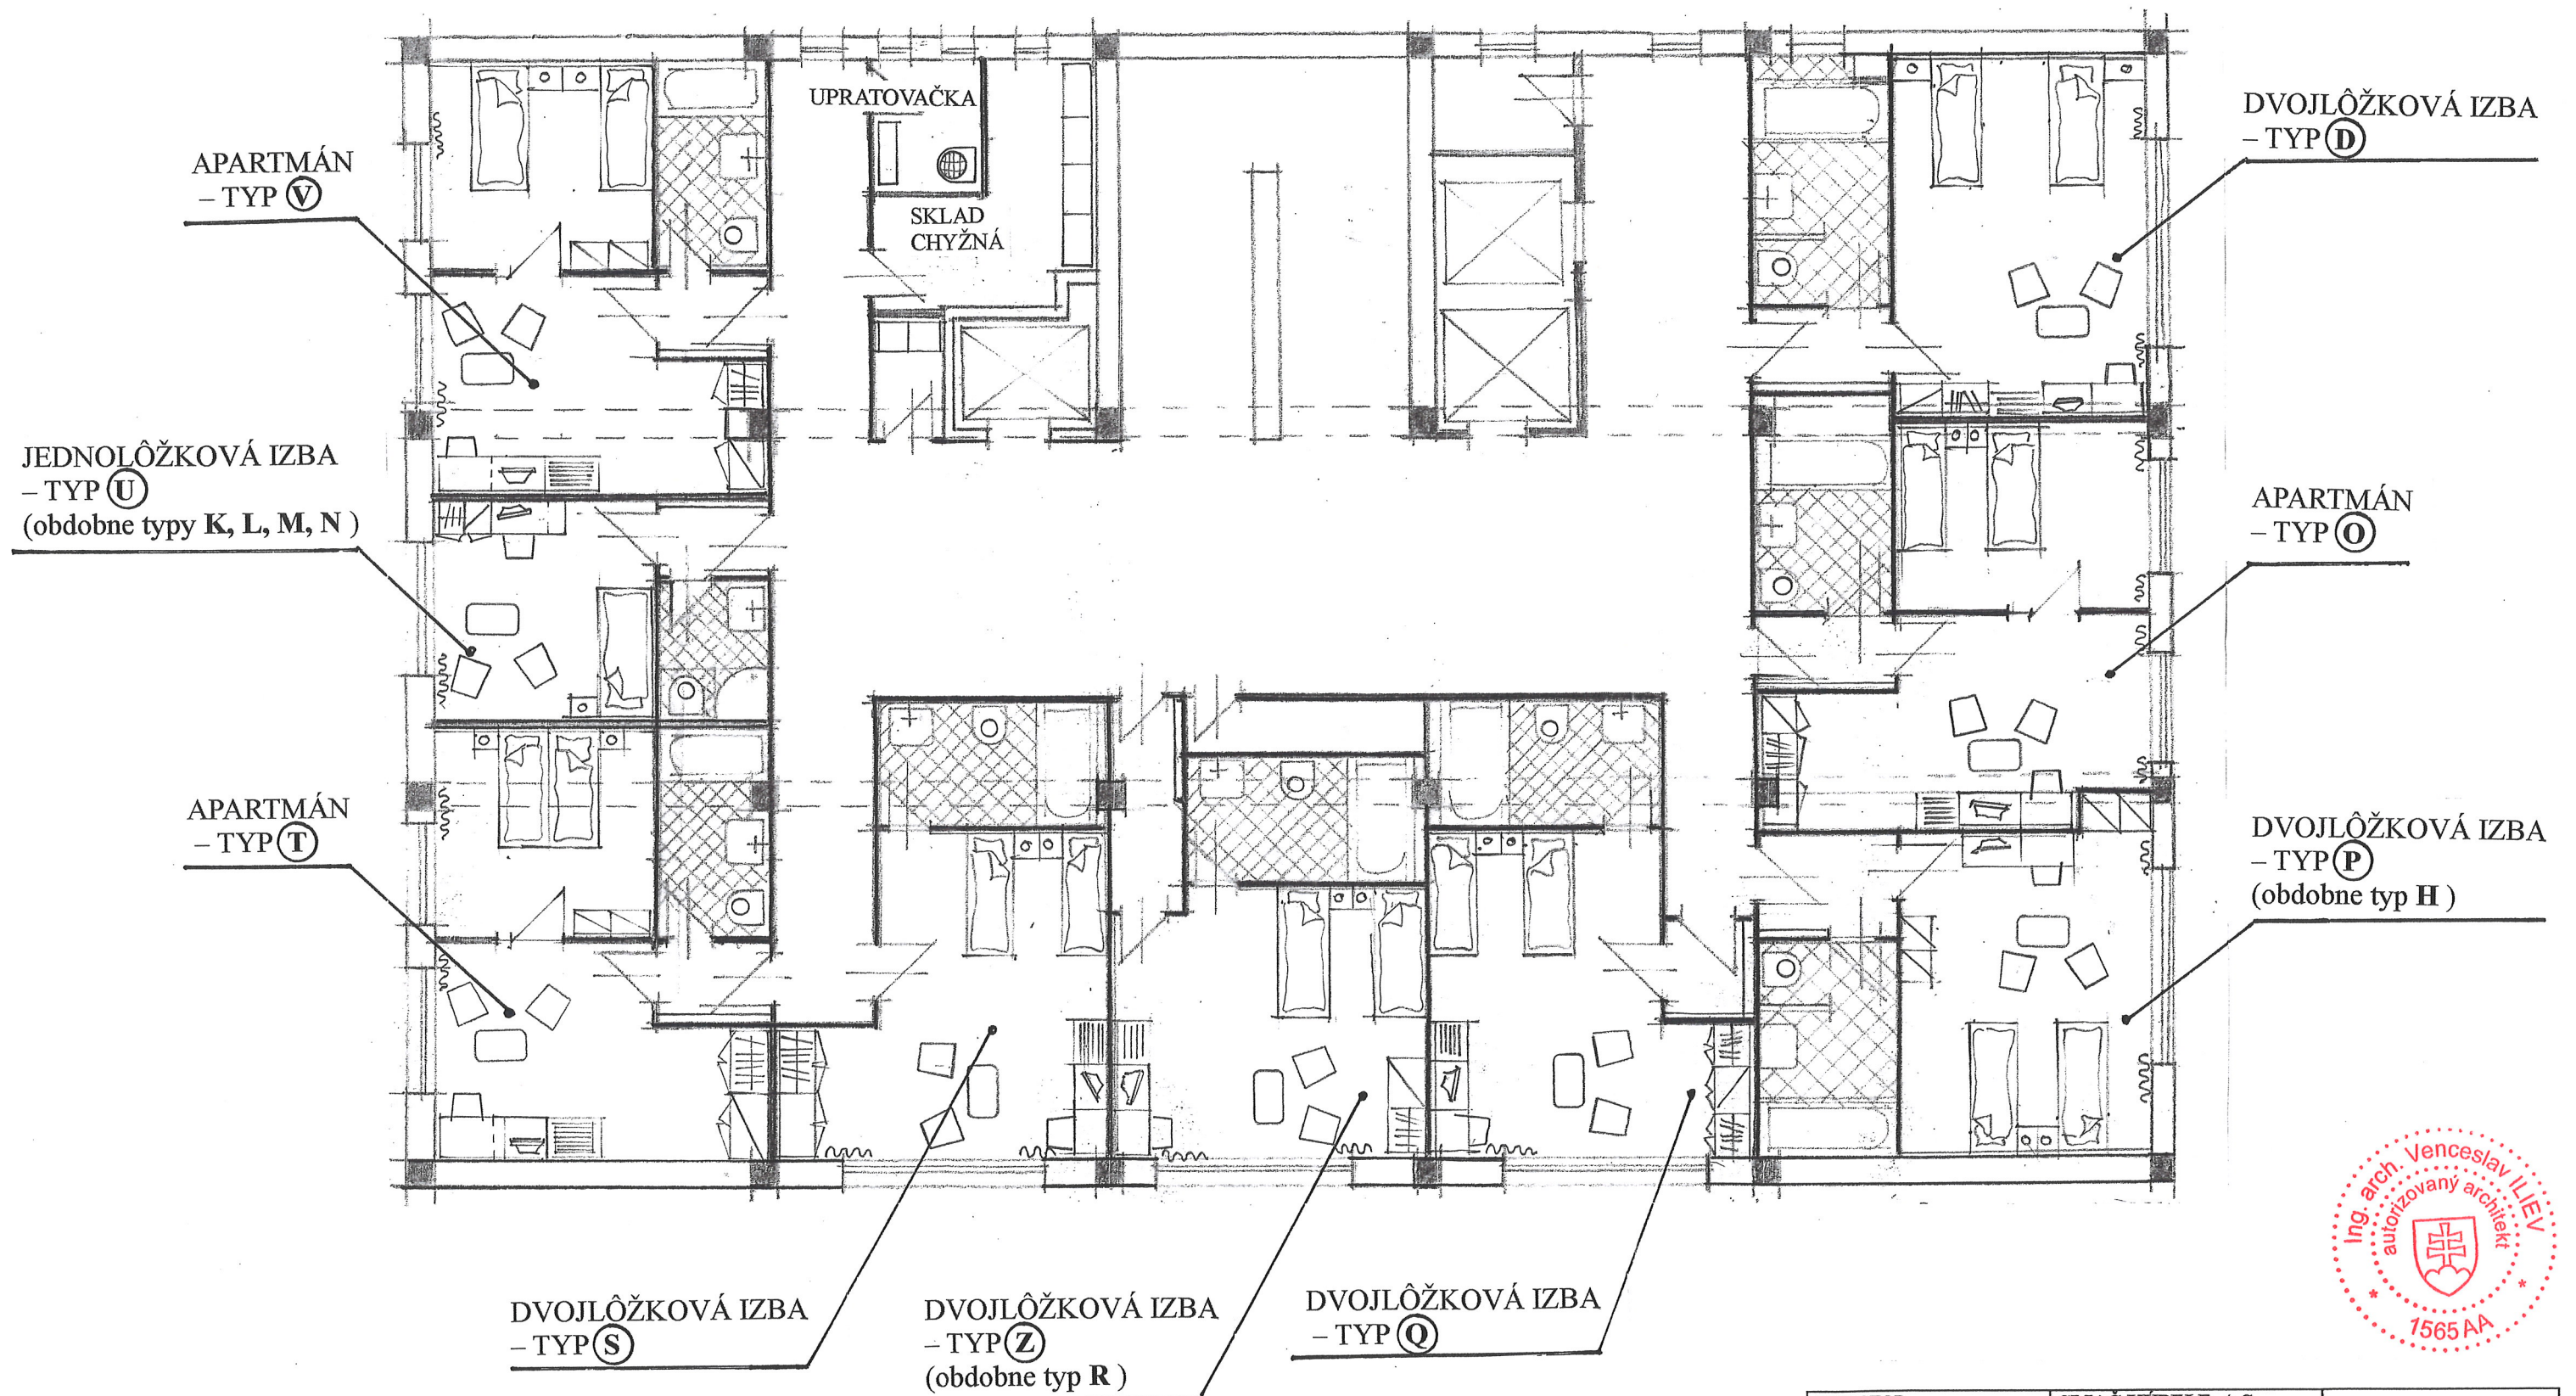 UPRATOVAČKA
SKLAD
CHYŽNÁ
APARTMÁN
– TYP V
JEDNOLÔŽKOVÁ IZBA
– TYP U
(obdobne typy K, L, M, N )
APARTMÁN
– TYP T
DVOJLÔŽKOVÁ IZBA
– TYP D
APARTMÁN
– TYP O
DVOJLÔŽKOVÁ IZBA
– TYP P
(obdobne typ H )
DVOJLÔŽKOVÁ IZBA
– TYP S
DVOJLÔŽKOVÁ IZBA
– TYP Z
(obdobne typ R )
DVOJLÔŽKOVÁ IZBA
– TYP Q
Ing. arch. Venceslav ILIEV
autorizovaný architekt
* 1565 AA *